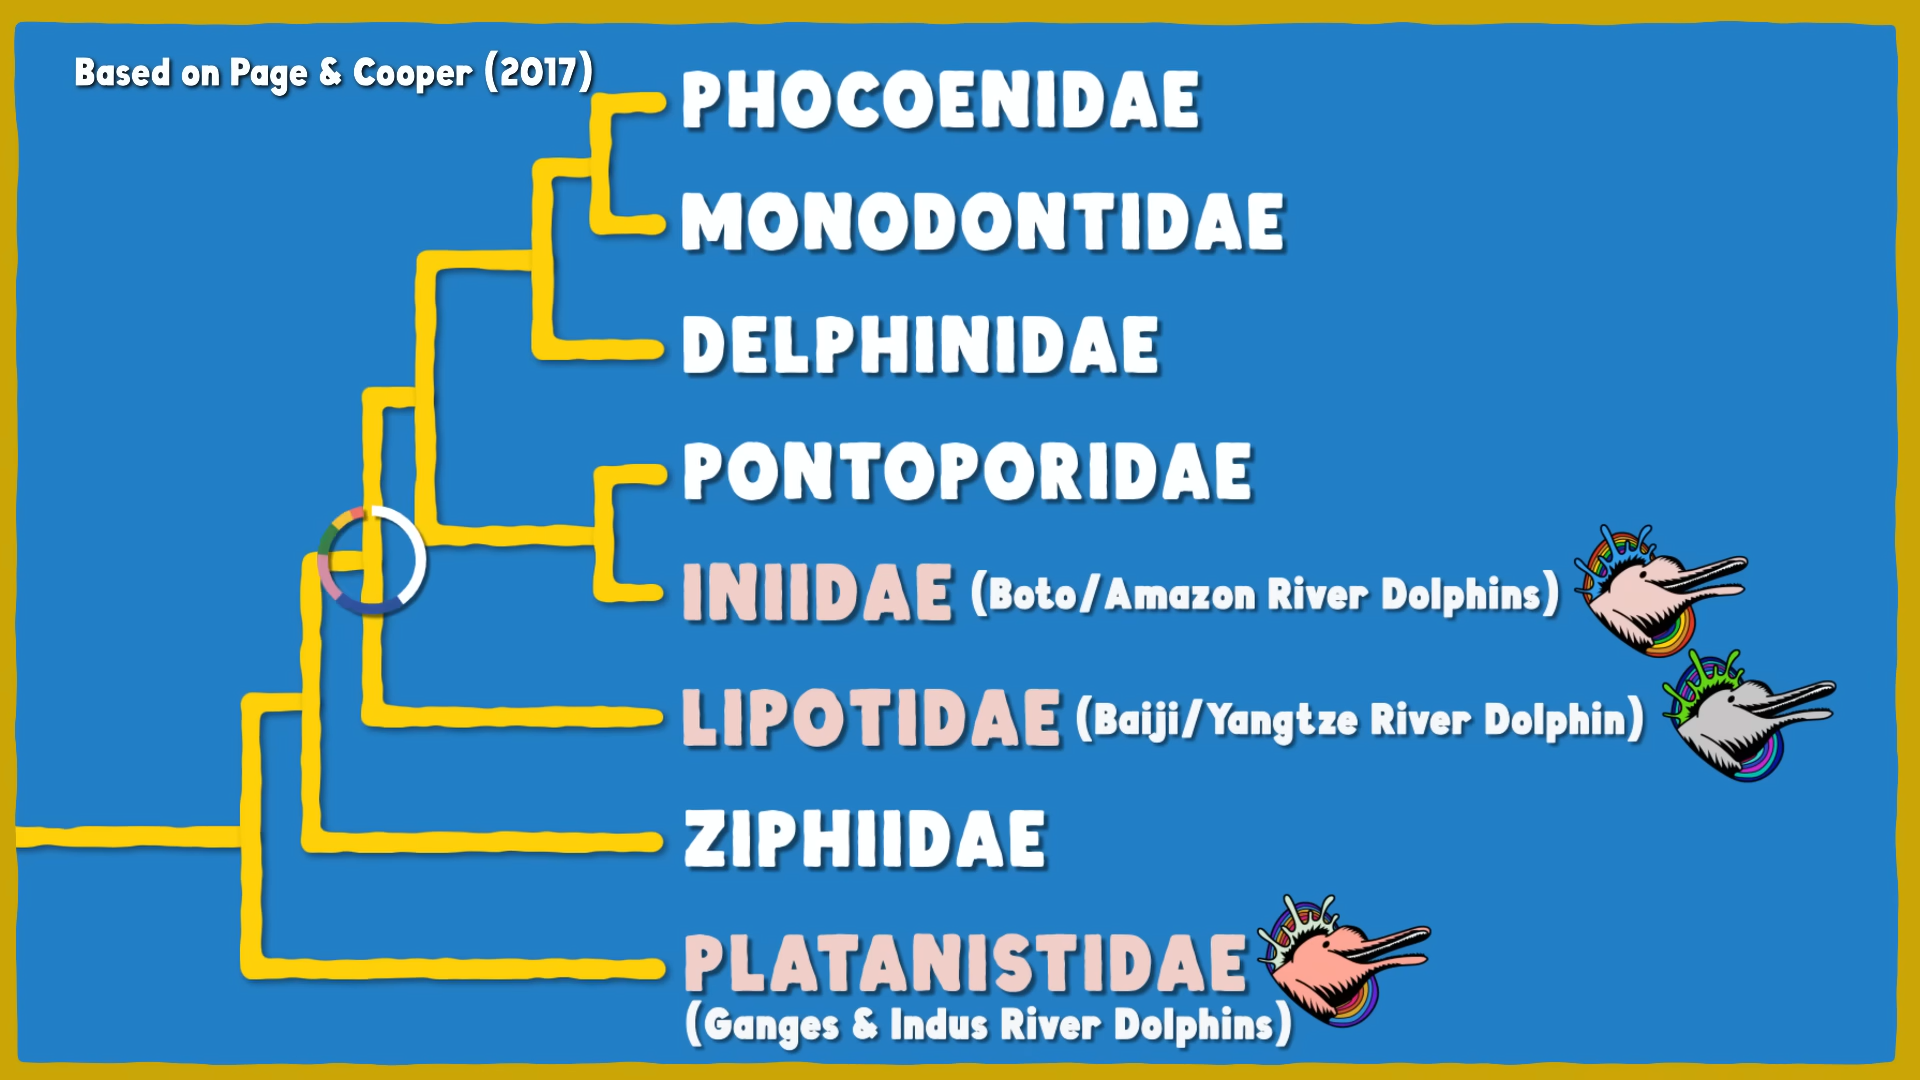 Based on Page & Cooper (2017)
PHOCOENIDAE
MONODONTIDAE
DELPHINIDAE
PONTOPORIDAE
INIIDAE (Boto/Amazon River Dolphins)
LIPOTIDAE (Baiji/Yangtze River Dolphin)
ZIPHIIDAE
PLATANISTIDAE
(Ganges & Indus River Dolphins)